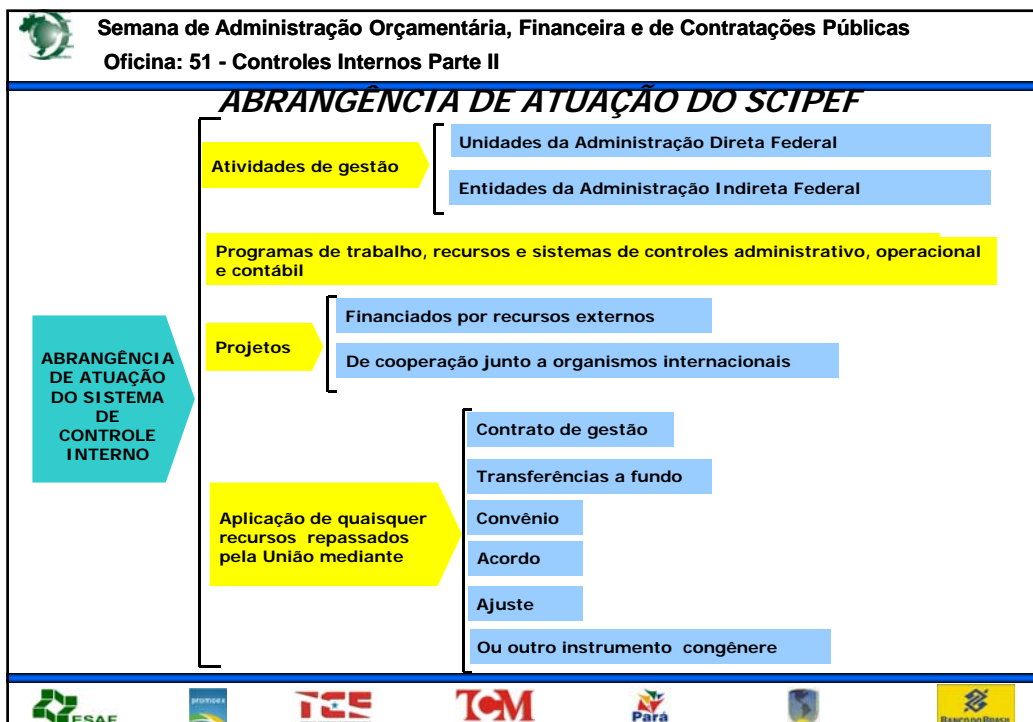 Semana de Administração Orçamentária, Financeira e de Contratações Públicas
Oficina: 51 - Controles Internos Parte II
ABRANGÊNCIA DE ATUAÇÃO DO SCIPEF
Atividades de gestão
Unidades da Administração Direta Federal
Entidades da Administração Indireta Federal
Programas de trabalho, recursos e sistemas de controles administrativo, operacional
e contábil
Projetos
Financiados por recursos externos
De cooperação junto a organismos internacionais
ABRANGÊNCIA
DE ATUAÇÃO
DO SISTEMA
DE
CONTROLE
INTERNO
Aplicação de quaisquer
recursos repassados
pela União mediante
Contrato de gestão
Transferências a fundo
Convênio
Acordo
Ajuste
Ou outro instrumento congênere
ESAF
promoex
TCE
TCM
Pará
BANCO DO BRASIL